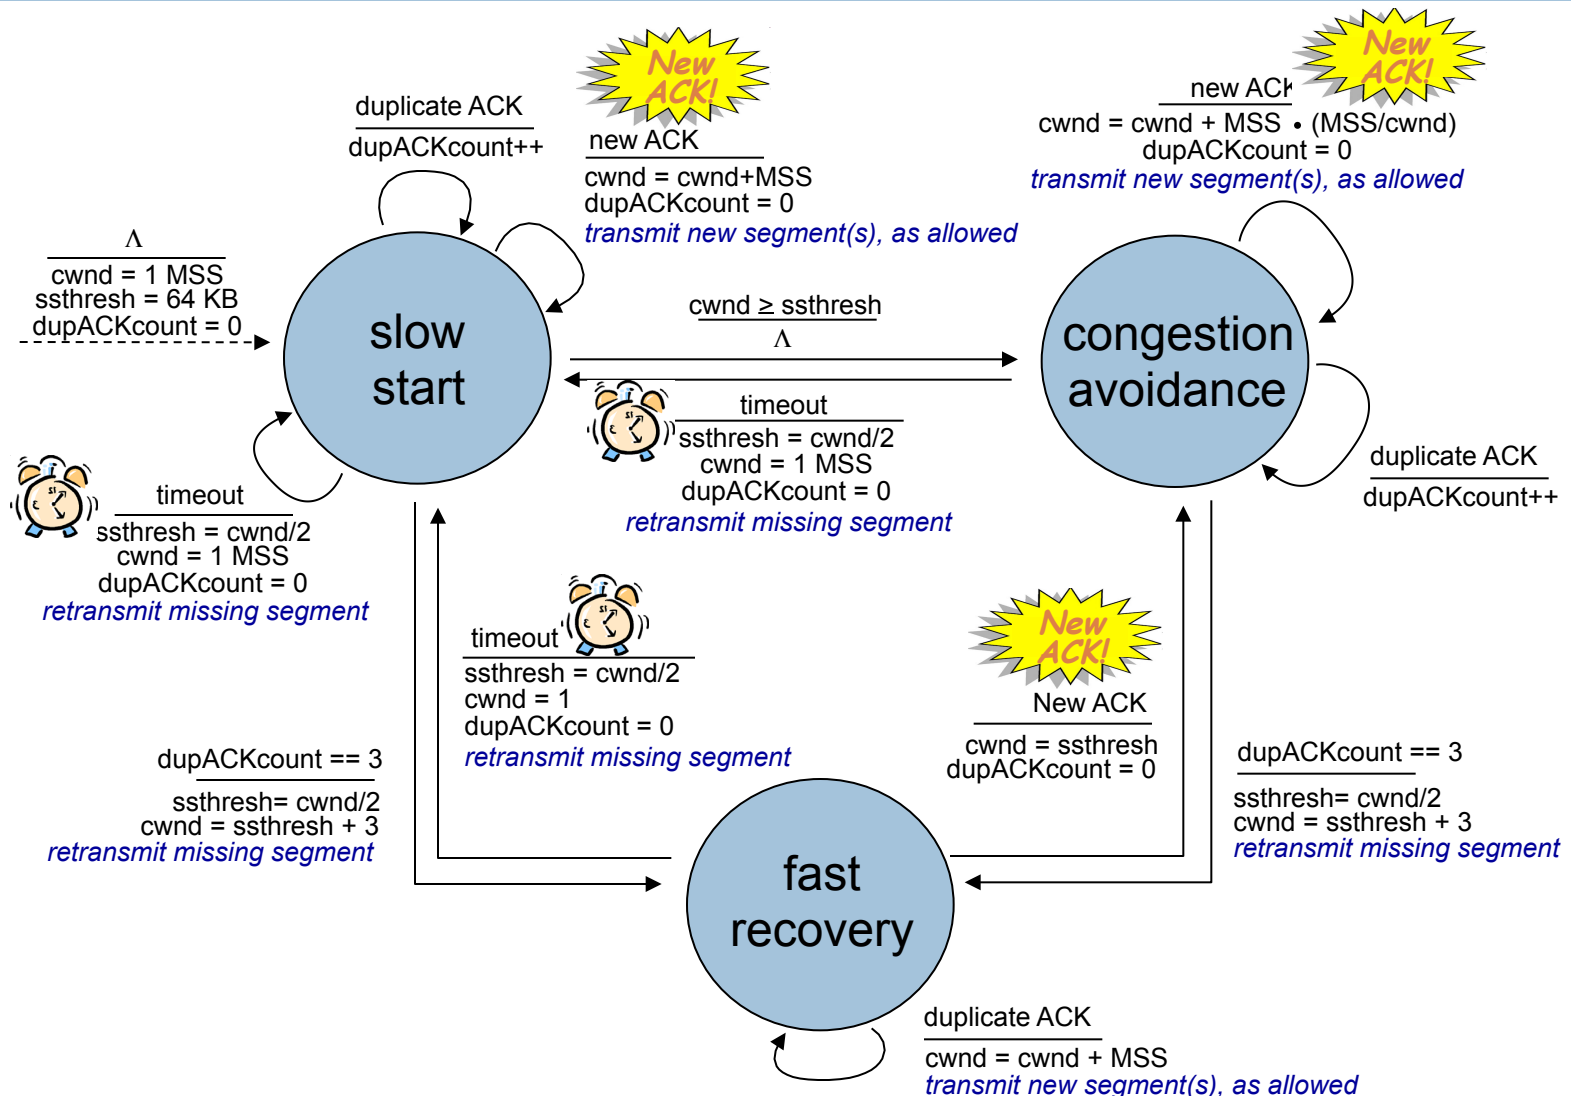 New
ACK!
New
ACK!
duplicate ACK
dupACKcount++
new ACK
cwnd = cwnd+MSS
dupACKcount = 0
transmit new segment(s), as allowed
new ACK
cwnd = cwnd + MSS • (MSS/cwnd)
dupACKcount = 0
transmit new segment(s), as allowed
Λ
cwnd = 1 MSS
ssthresh = 64 KB
dupACKcount = 0
slow
start
cwnd ≥ ssthresh
Λ
congestion
avoidance
timeout
ssthresh = cwnd/2
cwnd = 1 MSS
dupACKcount = 0
retransmit missing segment
duplicate ACK
dupACKcount++
timeout
ssthresh = cwnd/2
cwnd = 1 MSS
dupACKcount = 0
retransmit missing segment
timeout
ssthresh = cwnd/2
cwnd = 1
dupACKcount = 0
retransmit missing segment
New
ACK!
New ACK
cwnd = ssthresh
dupACKcount = 0
dupACKcount == 3
ssthresh= cwnd/2
cwnd = ssthresh + 3
retransmit missing segment
dupACKcount == 3
ssthresh= cwnd/2
cwnd = ssthresh + 3
retransmit missing segment
fast
recovery
duplicate ACK
cwnd = cwnd + MSS
transmit new segment(s), as allowed